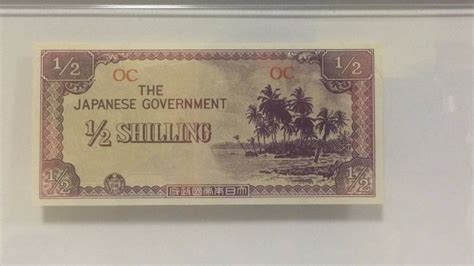 ½ ½
OC OC
THE
JAPANESE GOVERNMENT
½ SHILLING
½ ½
大日本帝國政府